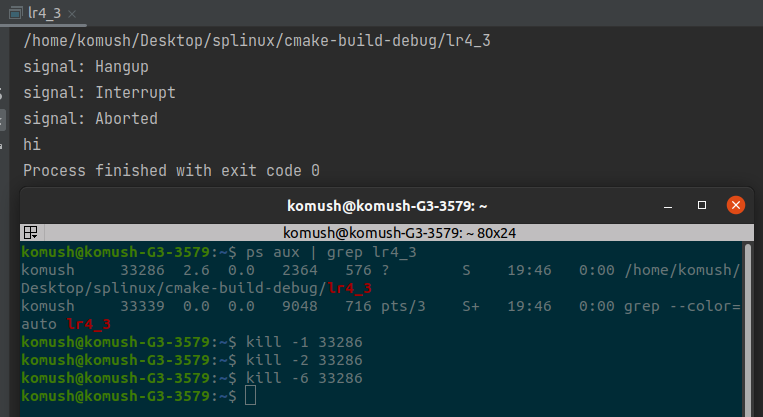 lr4_3
/home/komush/Desktop/splinux/cmake-build-debug/lr4_3
signal: Hangup
signal: Interrupt
signal: Aborted
hi
Process finished with exit code 0
komush@komush-G3-3579: ~
komush@komush-G3-3579: ~ 80x24
komush@komush-G3-3579:~$ ps aux | grep lr4_3
komush     33286  2.6  0.0   2364   576 ?        S    19:46   0:00 /home/komush/
Desktop/splinux/cmake-build-debug/lr4_3
komush     33339  0.0  0.0   9048   716 pts/3    S+   19:46   0:00 grep --color=
auto lr4_3
komush@komush-G3-3579:~$ kill -1 33286
komush@komush-G3-3579:~$ kill -2 33286
komush@komush-G3-3579:~$ kill -6 33286
komush@komush-G3-3579:~$